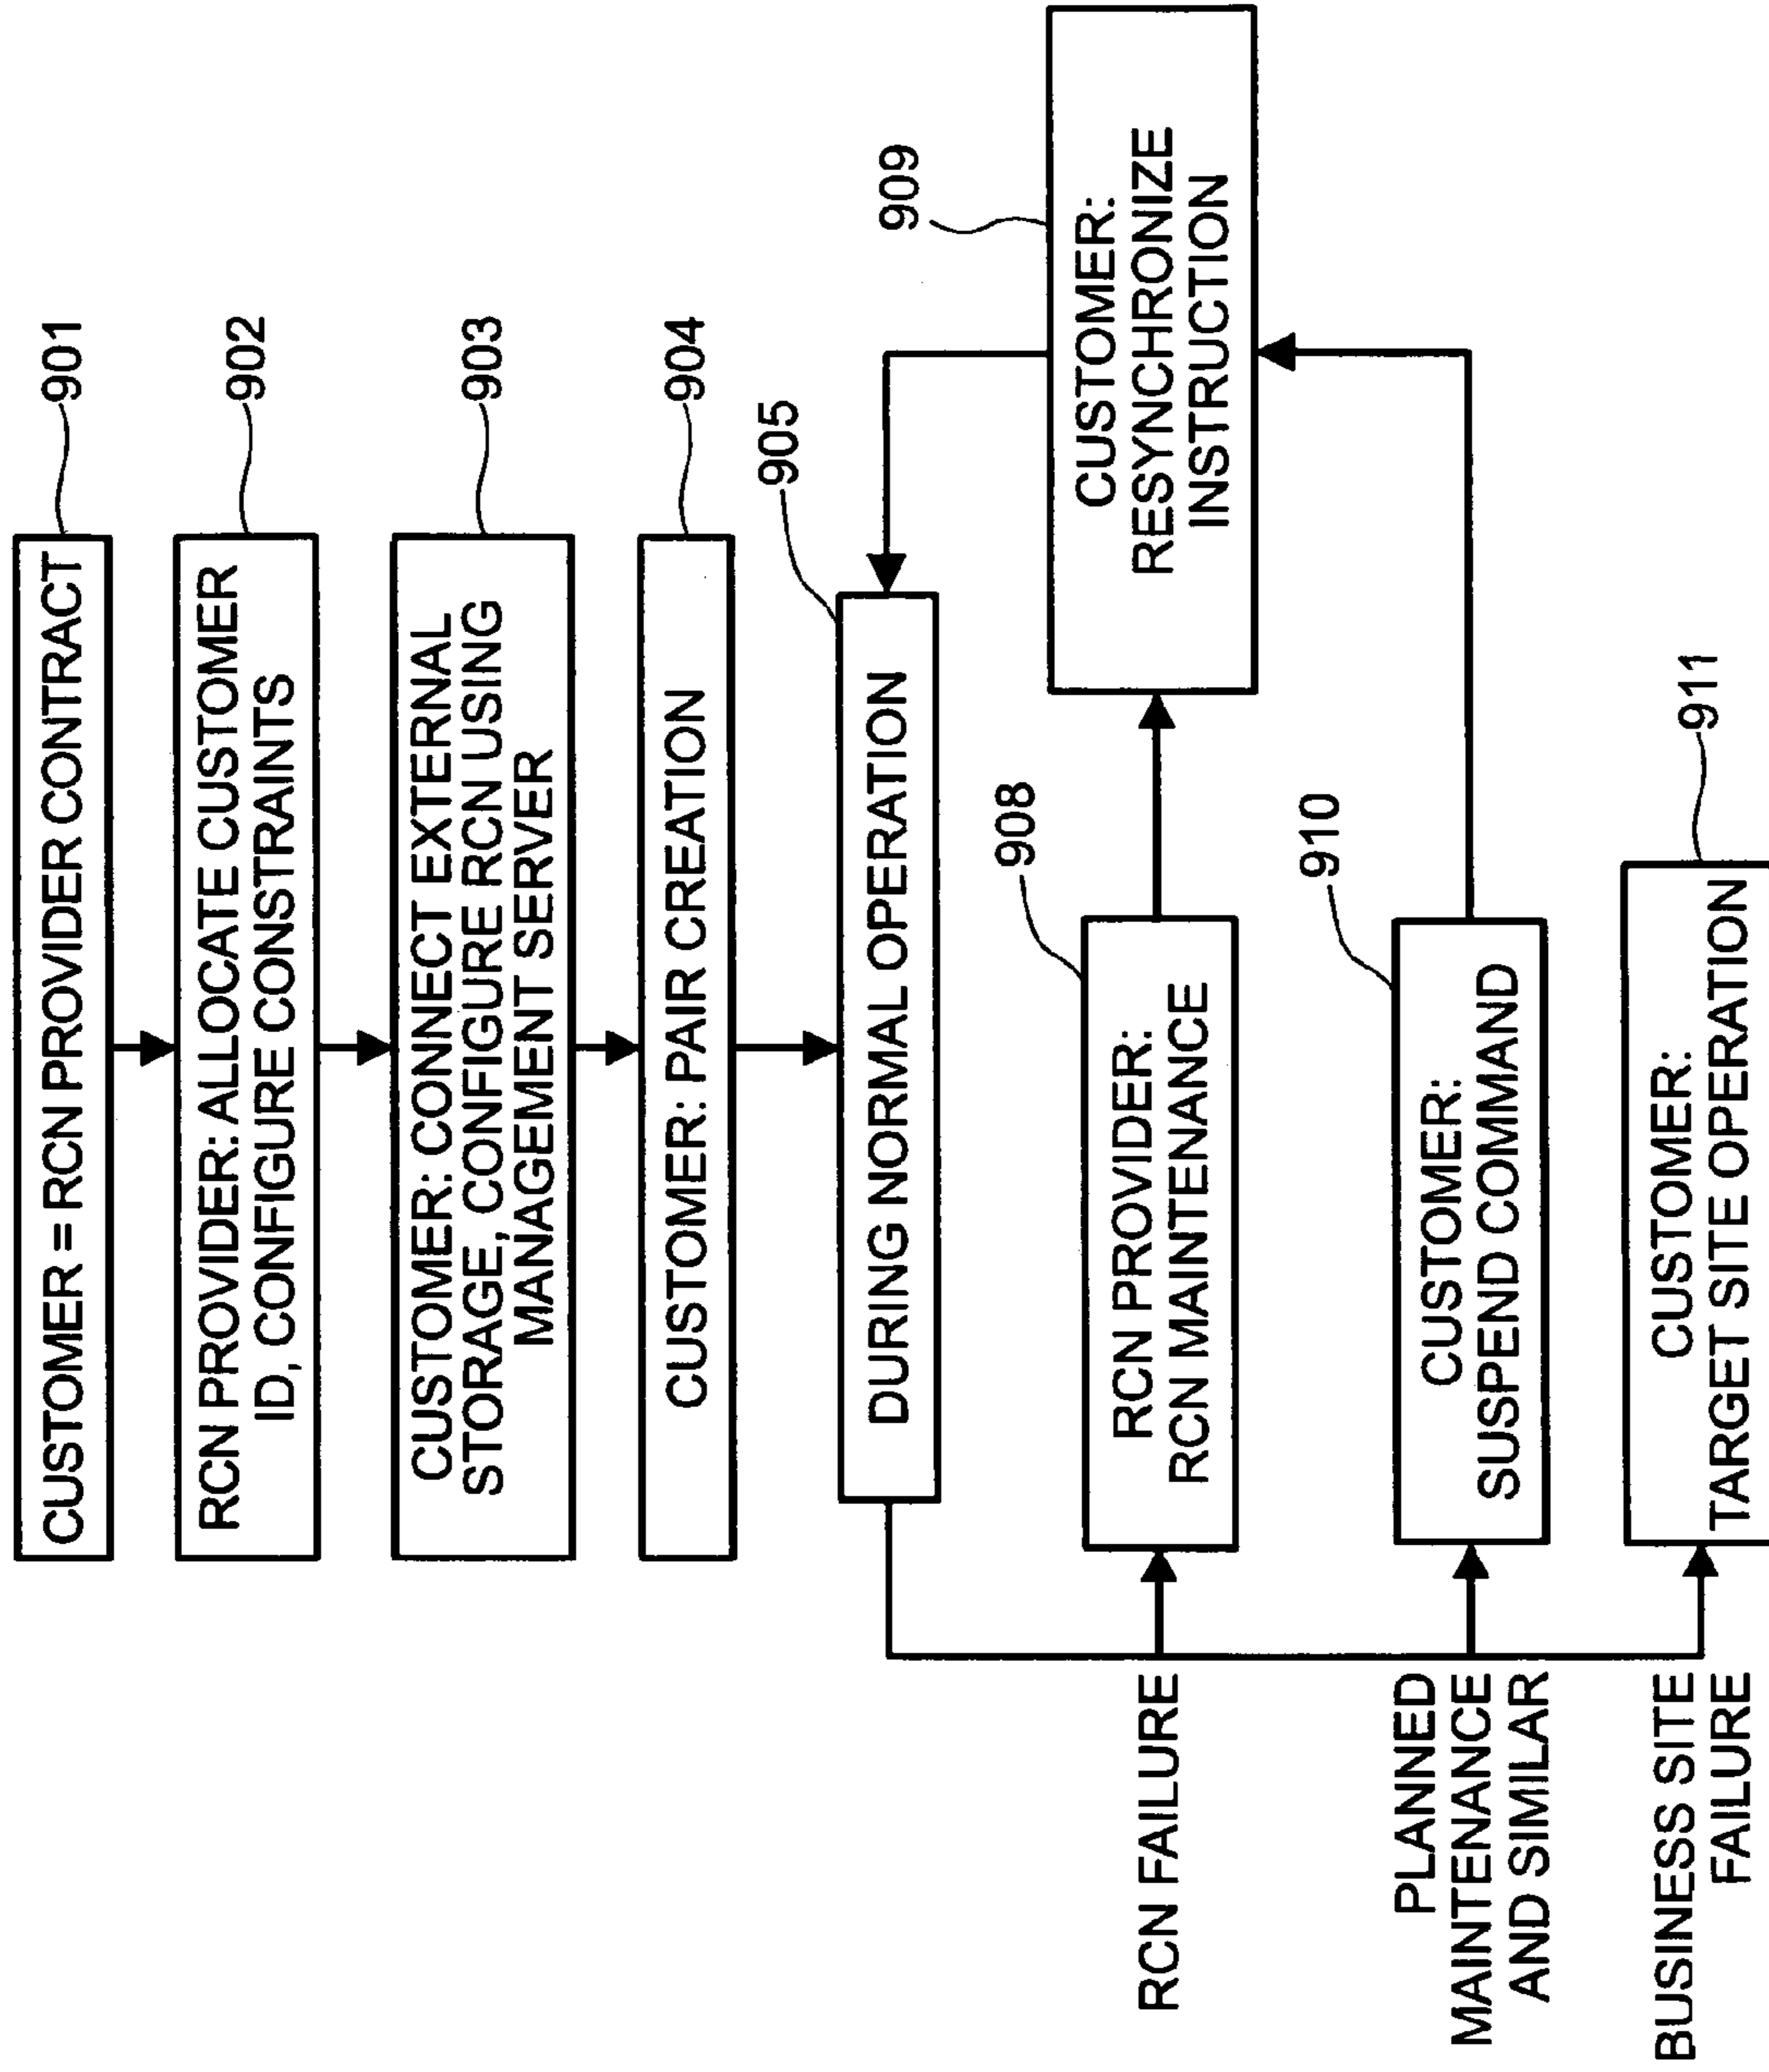 CUSTOMER = RCN PROVIDER CONTRACT
901
RCN PROVIDER: ALLOCATE CUSTOMER
ID, CONFIGURE CONSTRAINTS
902
CUSTOMER: CONNECT EXTERNAL
STORAGE, CONFIGURE RCN USING
MANAGEMENT SERVER
903
CUSTOMER: PAIR CREATION
904
DURING NORMAL OPERATION
905
RCN FAILURE
RCN PROVIDER:
RCN MAINTENANCE
908
CUSTOMER:
RESYNCHRONIZE
INSTRUCTION
909
PLANNED
MAINTENANCE
AND SIMILAR
CUSTOMER:
SUSPEND COMMAND
910
BUSINESS SITE
FAILURE
CUSTOMER:
TARGET SITE OPERATION
911